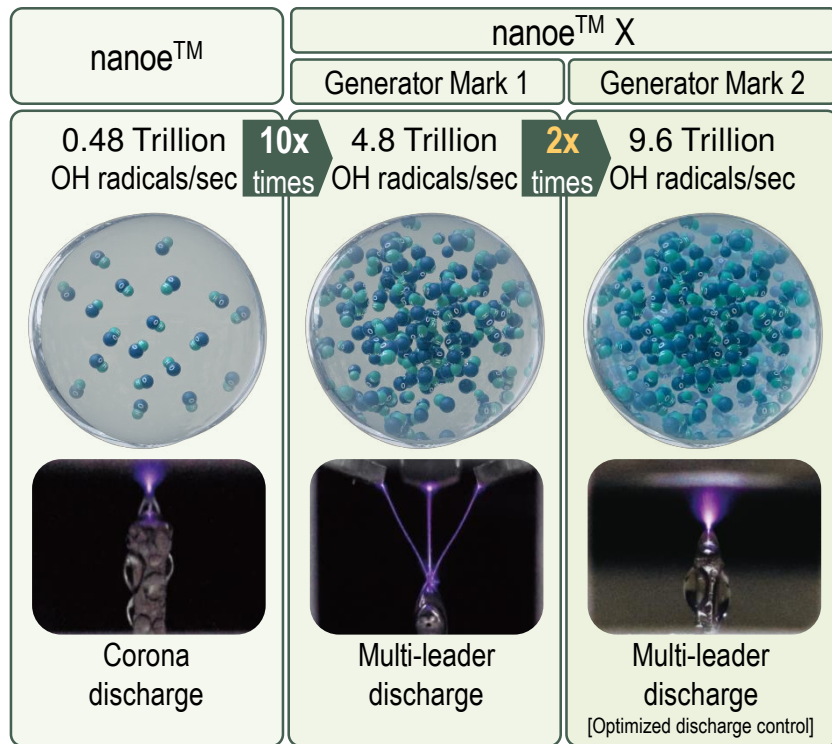 nanoe™
nanoe™ X
Generator Mark 1
Generator Mark 2
0.48 Trillion
OH radicals/sec
10x
times
4.8 Trillion
OH radicals/sec
2x
times
9.6 Trillion
OH radicals/sec
Corona
discharge
Multi-leader
discharge
Multi-leader
discharge
[Optimized discharge control]